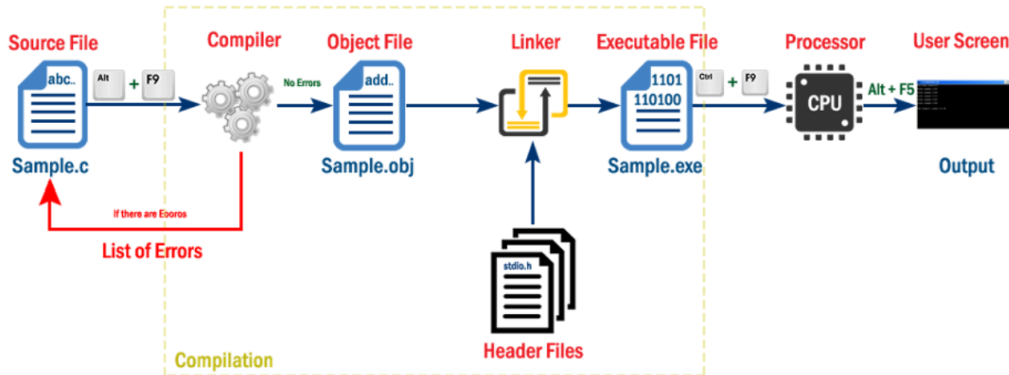 Source File
Compiler
Object File
Linker
Executable File
Processor
User Screen
abc..
Alt + F9
No Errors
add..
1101
110100
Ctrl + F9
CPU
Alt + F5
Sample.c
Sample.obj
Sample.exe
Output
If there are Eooros
List of Errors
stdio.h
Header Files
Compilation